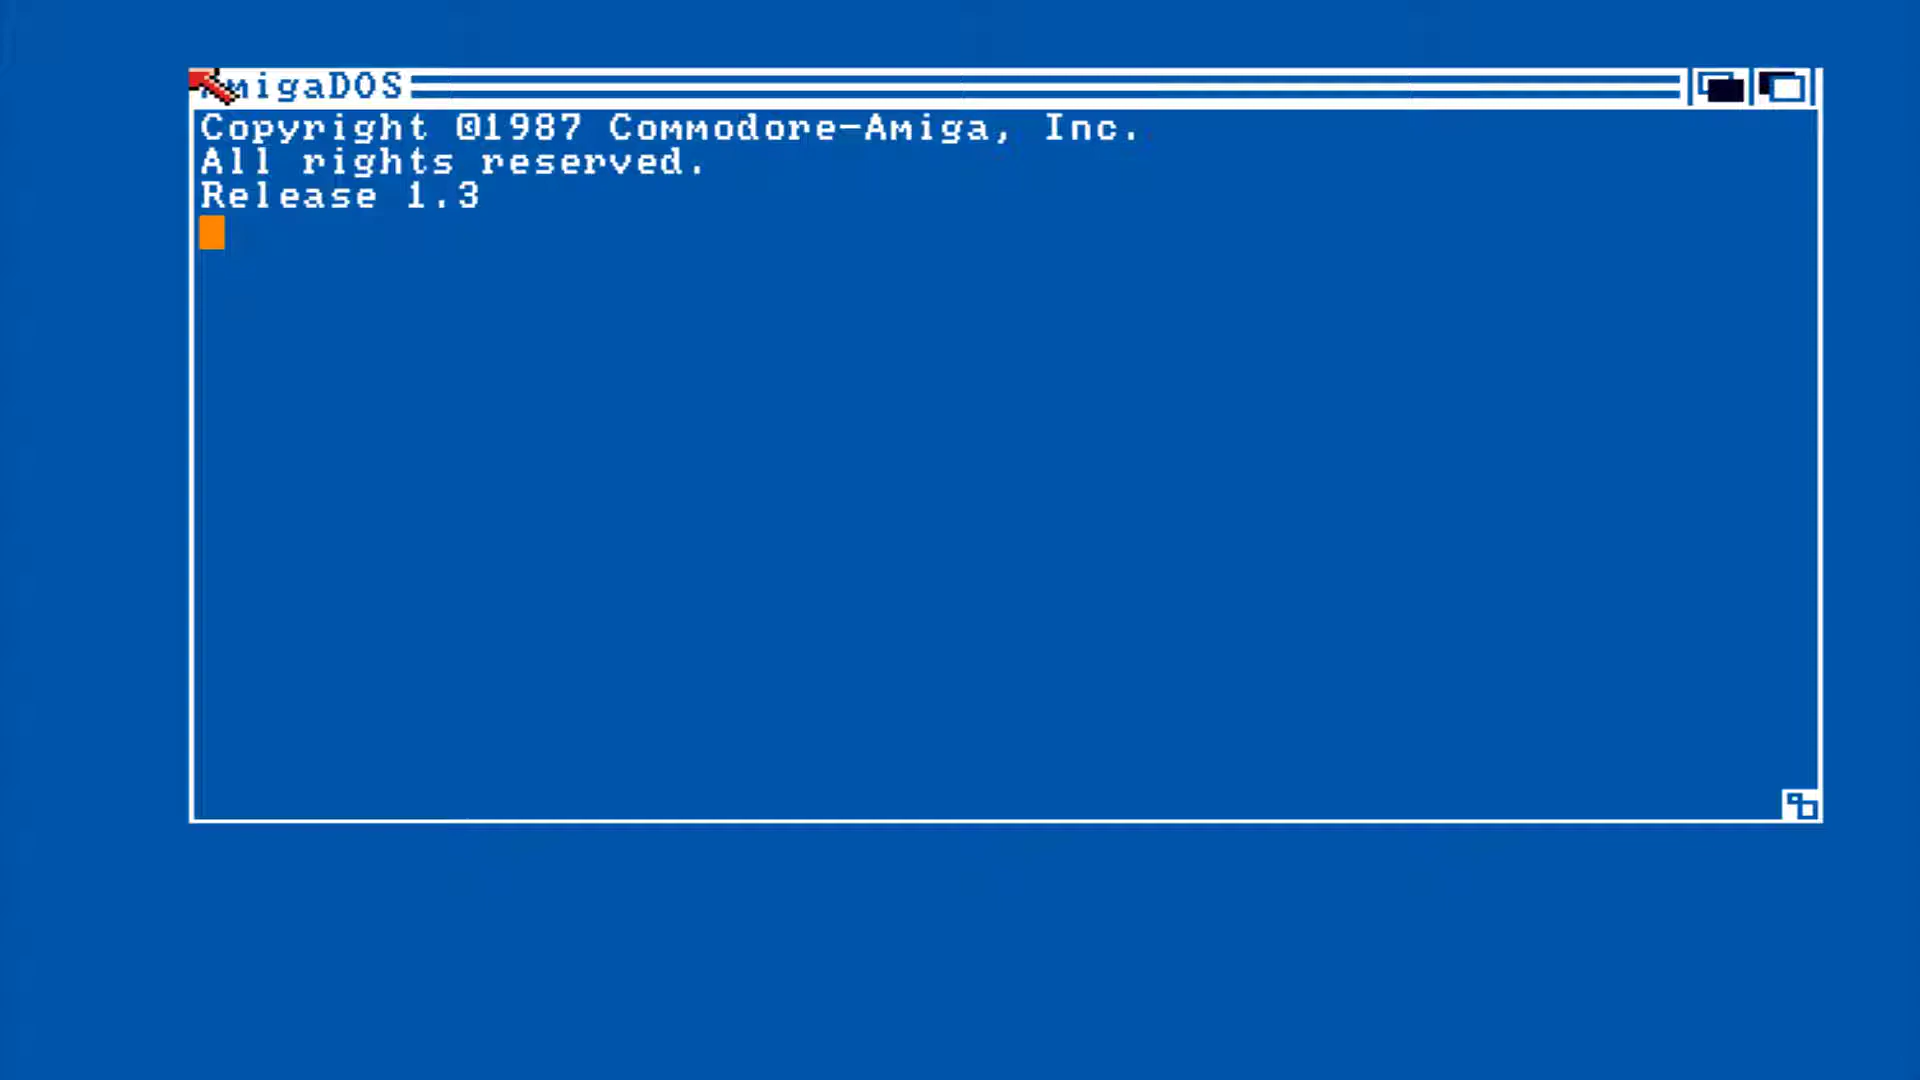 AmigaDOS
Copyright ©1987 Commodore-Amiga, Inc.
All rights reserved.
Release 1.3